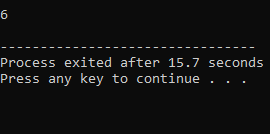 6
--------------------------------
Process exited after 15.7 seconds
Press any key to continue . . .